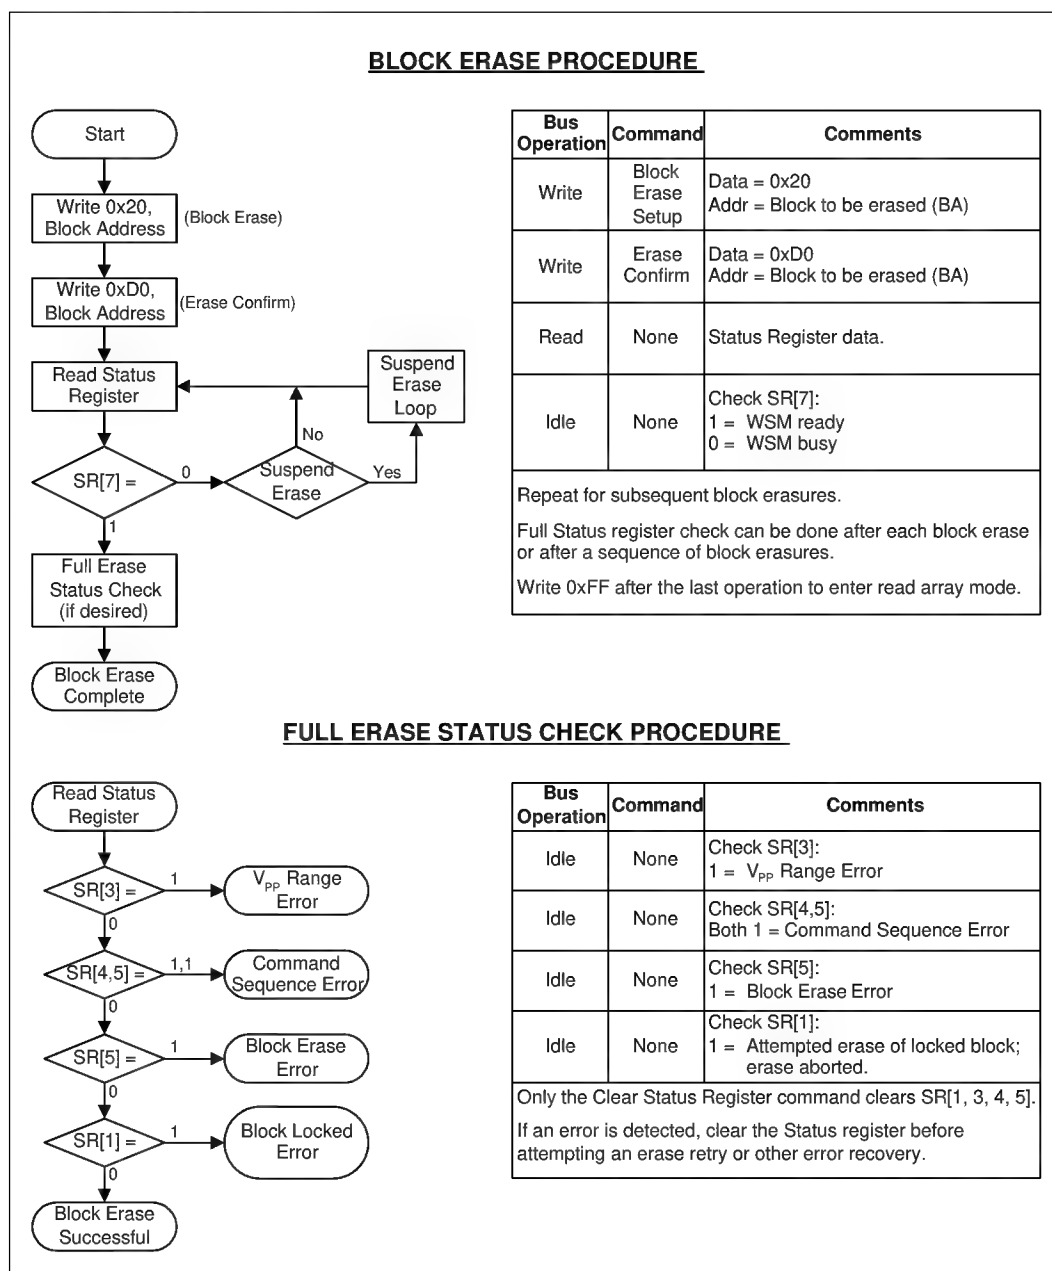 BLOCK ERASE PROCEDURE
Start
Write 0x20,
Block Address
(Block Erase)
Write 0xD0,
Block Address
(Erase Confirm)
Read Status
Register
Suspend
Erase
Loop
No
SR[7] =
0
Suspend
Erase
Yes
1
Full Erase
Status Check
(if desired)
Block Erase
Complete
Bus
Operation
Command
Comments
Write
Block
Erase
Setup
Data = 0x20
Addr = Block to be erased (BA)
Write
Erase
Confirm
Data = 0xD0
Addr = Block to be erased (BA)
Read
None
Status Register data.
Idle
None
Check SR[7]:
1 = WSM ready
0 = WSM busy
Repeat for subsequent block erasures.
Full Status register check can be done after each block erase
or after a sequence of block erasures.
Write 0xFF after the last operation to enter read array mode.
FULL ERASE STATUS CHECK PROCEDURE
Read Status
Register
SR[3] =
1
VPP Range
Error
0
SR[4,5] =
1,1
Command
Sequence Error
0
SR[5] =
1
Block Erase
Error
0
SR[1] =
1
Block Locked
Error
0
Block Erase
Successful
Bus
Operation
Command
Comments
Idle
None
Check SR[3]:
1 = VPP Range Error
Idle
None
Check SR[4,5]:
Both 1 = Command Sequence Error
Idle
None
Check SR[5]:
1 = Block Erase Error
Idle
None
Check SR[1]:
1 = Attempted erase of locked block;
erase aborted.
Only the Clear Status Register command clears SR[1, 3, 4, 5].
If an error is detected, clear the Status register before
attempting an erase retry or other error recovery.